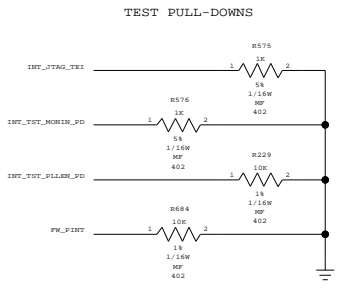 TEST PULL-DOWNS
R575
1K
INT_JTAG_TEI
1
2
5%
1/16W
MF
402
R576
1K
INT_TST_MONIN_PD
1
2
5%
1/16W
MF
402
R229
10K
INT_TST_PLLEN_PD
1
2
1%
1/16W
MF
402
R684
10K
FW_PINT
1
2
1%
1/16W
MF
402